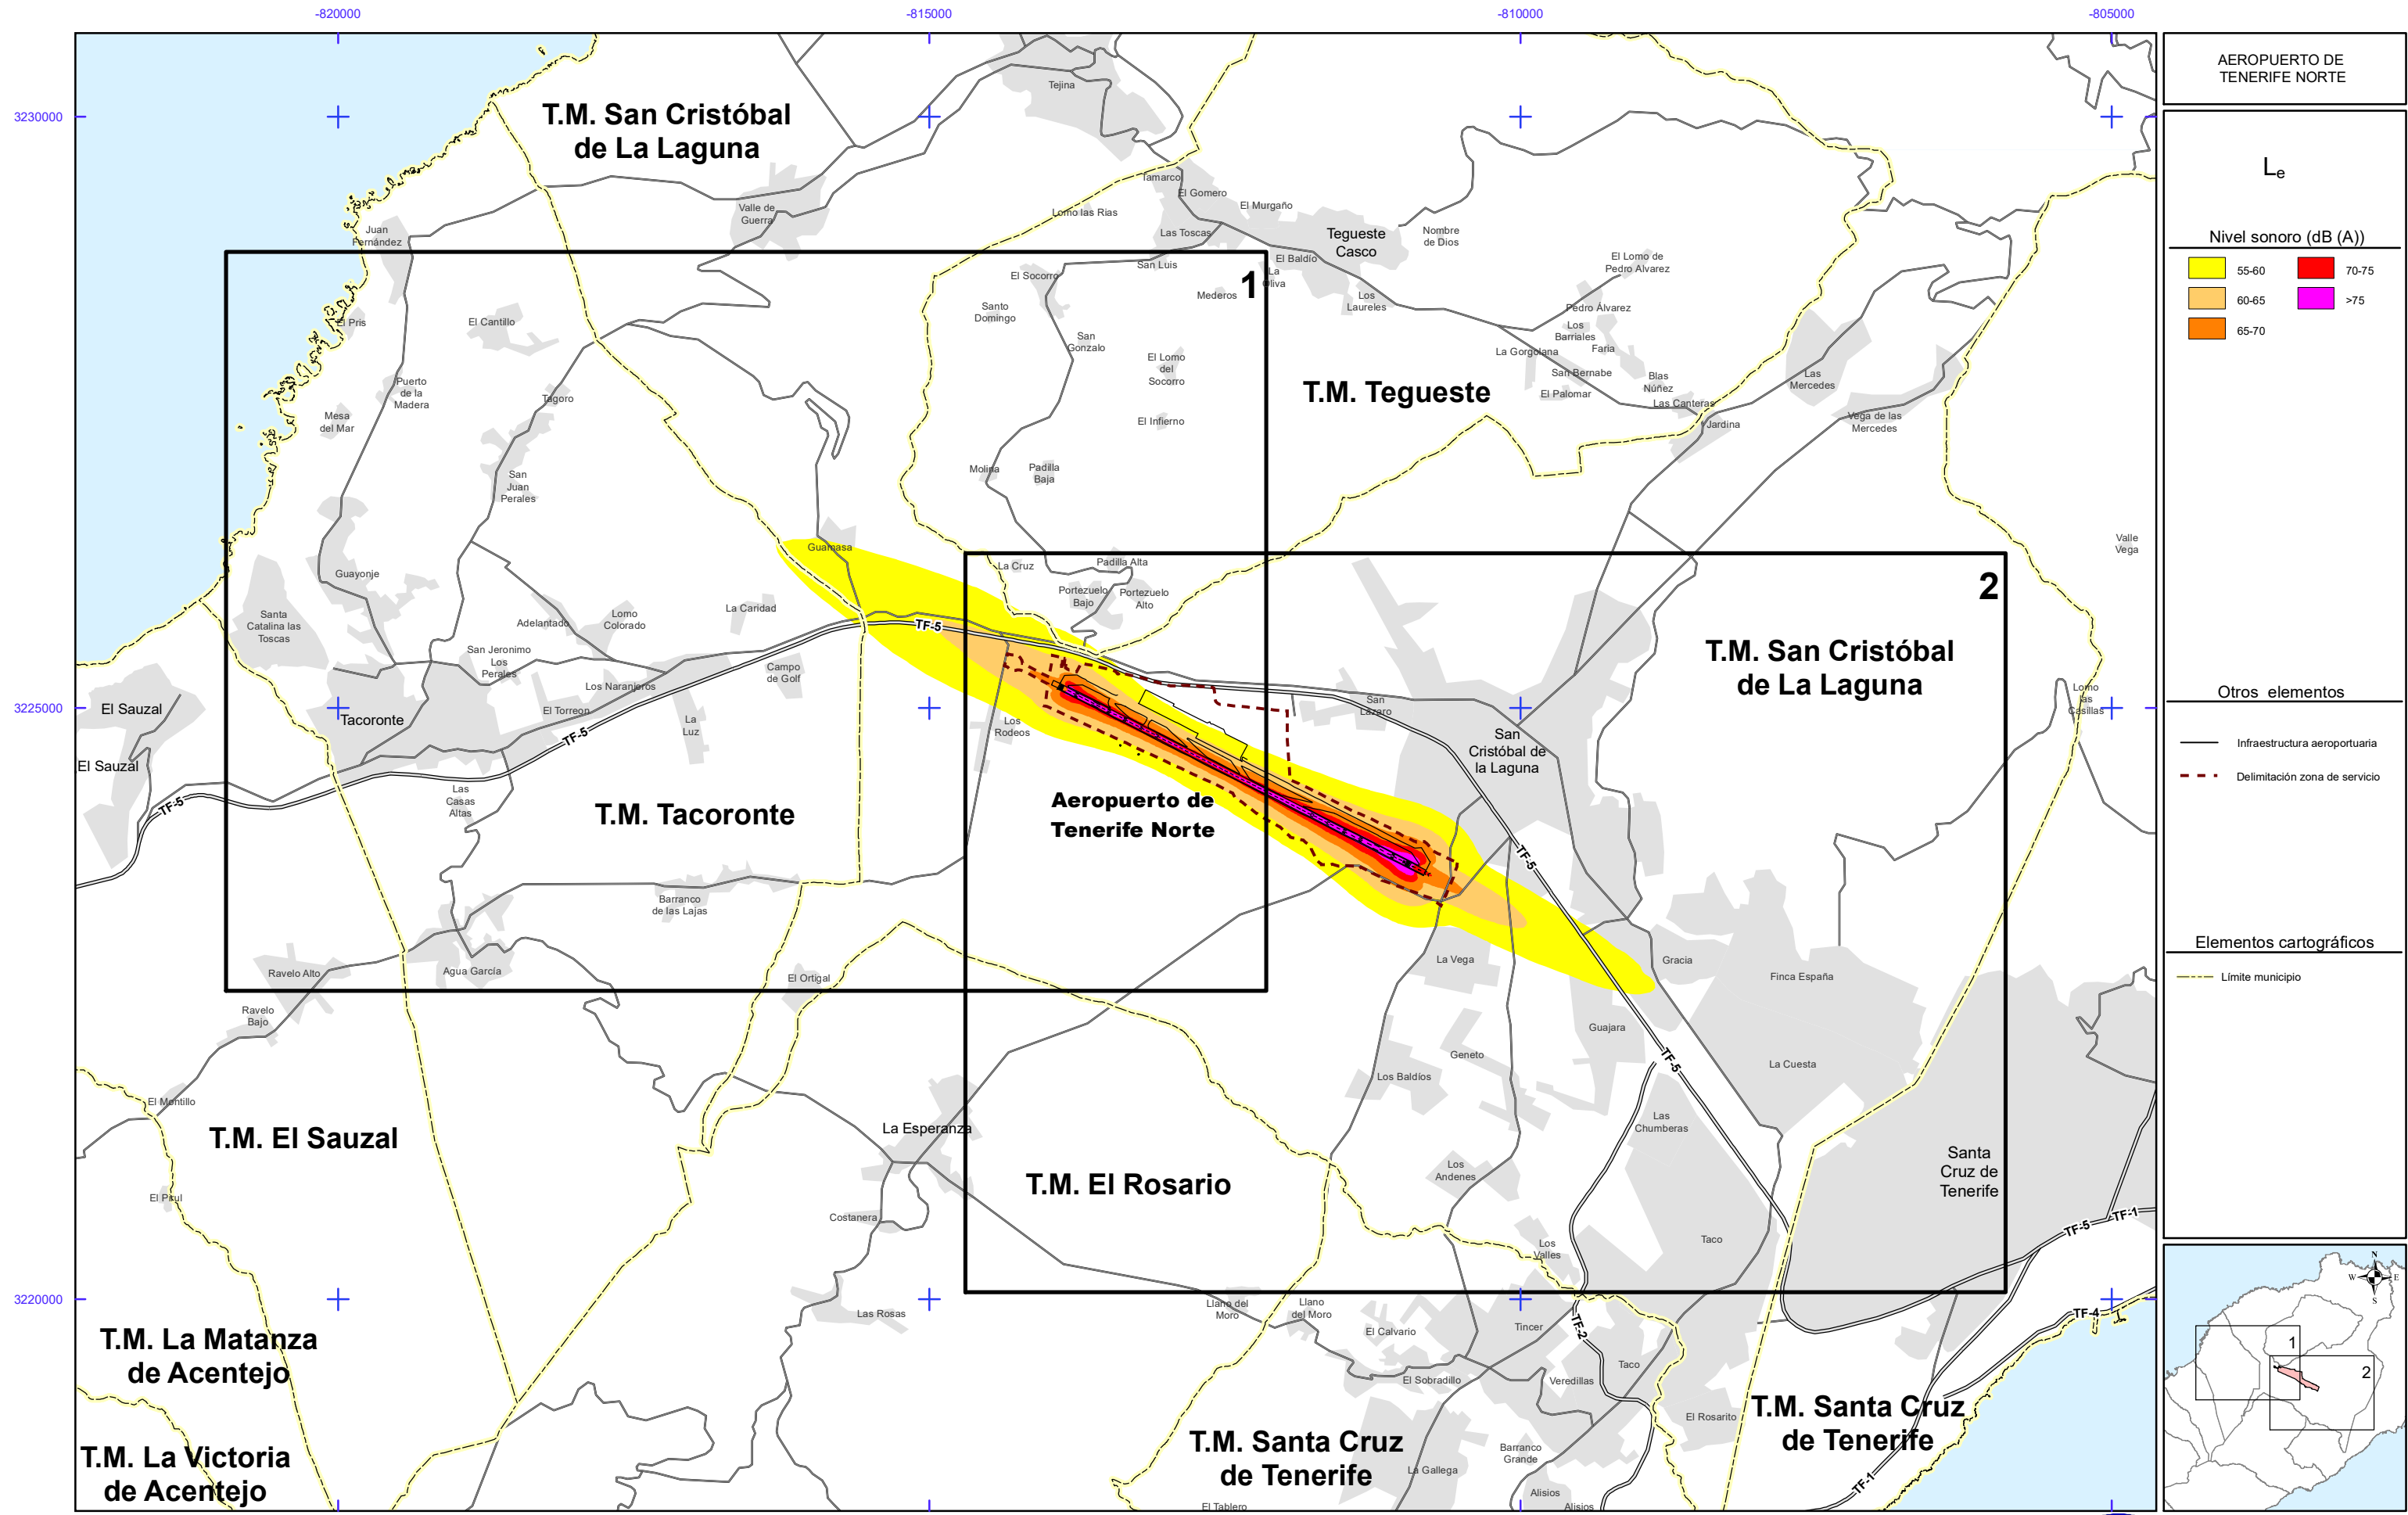 -820000
-815000
-810000
-805000
3230000
3225000
3220000
T.M. San Cristóbal
de La Laguna
Tejina
Tamarco
El Gomero
El Murgaño
Lomo las Rias
Las Toscas
Valle de
Guerra
Juan
Fernández
Tegueste
Casco
Nombre
de Dios
El Baldío
San Luis
La
Oliva
El Lomo de
Pedro Alvarez
1
El Socorro
Mederos
Los
Laureles
Santo
Domingo
Pedro Álvarez
El Pris
El Cantillo
San
Gonzalo
Los
Barriales
Faria
La Gorgolana
El Lomo
del
Socorro
San Bernabe
Blas
Núñez
Las
Mercedes
Puerto
de la
Madera
Tagoro
T.M. Tegueste
El Palomar
Las Canteras
Mesa
del Mar
El Infierno
Jardina
Vega de las
Mercedes
Molina
Padilla
Baja
San
Juan
Perales
Guamasa
Valle
Vega
La Cruz
Padilla Alta
Guayonje
Portezuelo
Bajo
Portezuelo
Alto
2
La Caridad
Santa
Catalina las
Toscas
Adelantado
Lomo
Colorado
TF-5
San Jeronimo
Los
Perales
Campo
de Golf
T.M. San Cristóbal
de La Laguna
Los Naranjeros
El Torreon
San
Lázaro
Lomo
las
Casillas
El Sauzal
Tacoronte
La
Luz
Los
Rodeos
TF-5
San
Cristóbal de
la Laguna
El Sauzal
TF-5
Las
Casas
Altas
T.M. Tacoronte
Aeropuerto de
Tenerife Norte
TF-5
Barranco
de las Lajas
La Vega
Gracia
Finca España
Ravelo Alto
Agua García
El Ortigal
Ravelo
Bajo
Guajara
Geneto
TF-5
La Cuesta
Los Baldíos
El Montillo
Las
Chumberas
La Esperanza
T.M. El Sauzal
Santa
Cruz de
Tenerife
T.M. El Rosario
Los
Andenes
El Pirul
Costanera
Los
Valles
Taco
TF-5
TF-1
Las Rosas
Llano del
Moro
Llano
del Moro
El Calvario
Tincer
TF-2
TF-4
T.M. La Matanza
de Acentejo
Taco
El Sobradillo
Veredillas
El Rosarito
T.M. Santa Cruz
de Tenerife
T.M. Santa Cruz
de Tenerife
T.M. La Victoria
de Acentejo
Barranco
Grande
La Gallega
TF-1
El Tablero
Alisios
Alisios
AEROPUERTO DE
TENERIFE NORTE
Le
Nivel sonoro (dB (A))
55-60
70-75
60-65
>75
65-70
Otros elementos
Infraestructura aeroportuaria
Delimitación zona de servicio
Elementos cartográficos
Límite municipio
N
W
E
S
1
2